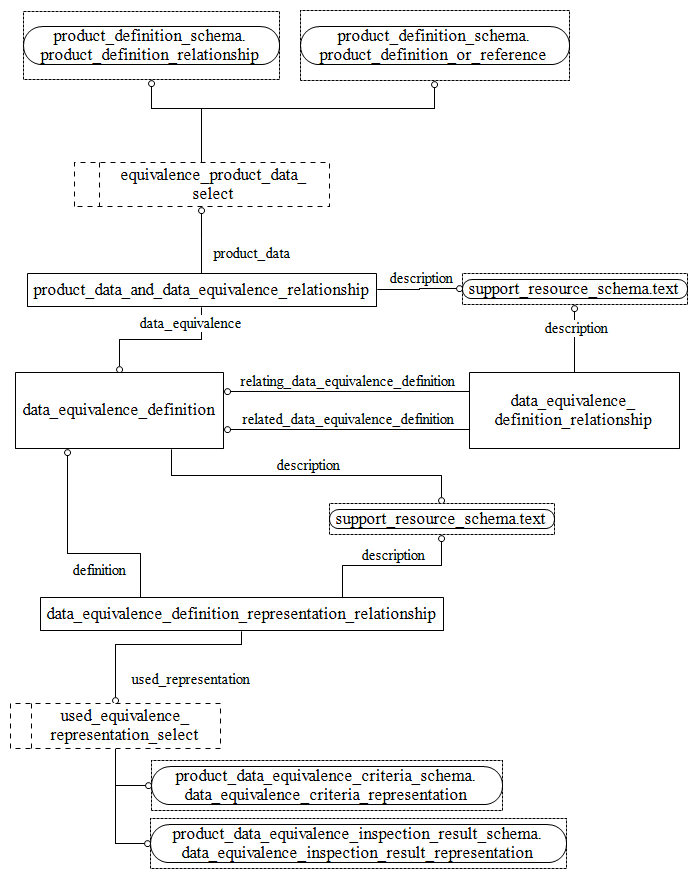 product_definition_schema.
product_definition_relationship
product_definition_schema.
product_definition_or_reference
equivalence_product_data_
select
product_data
product_data_and_data_equivalence_relationship
description
support_resource_schema.text
data_equivalence
description
data_equivalence_definition
relating_data_equivalence_definition
related_data_equivalence_definition
data_equivalence_
definition_relationship
description
support_resource_schema.text
description
definition
data_equivalence_definition_representation_relationship
used_representation
used_equivalence_
representation_select
product_data_equivalence_criteria_schema.
data_equivalence_criteria_representation
product_data_equivalence_inspection_result_schema.
data_equivalence_inspection_result_representation